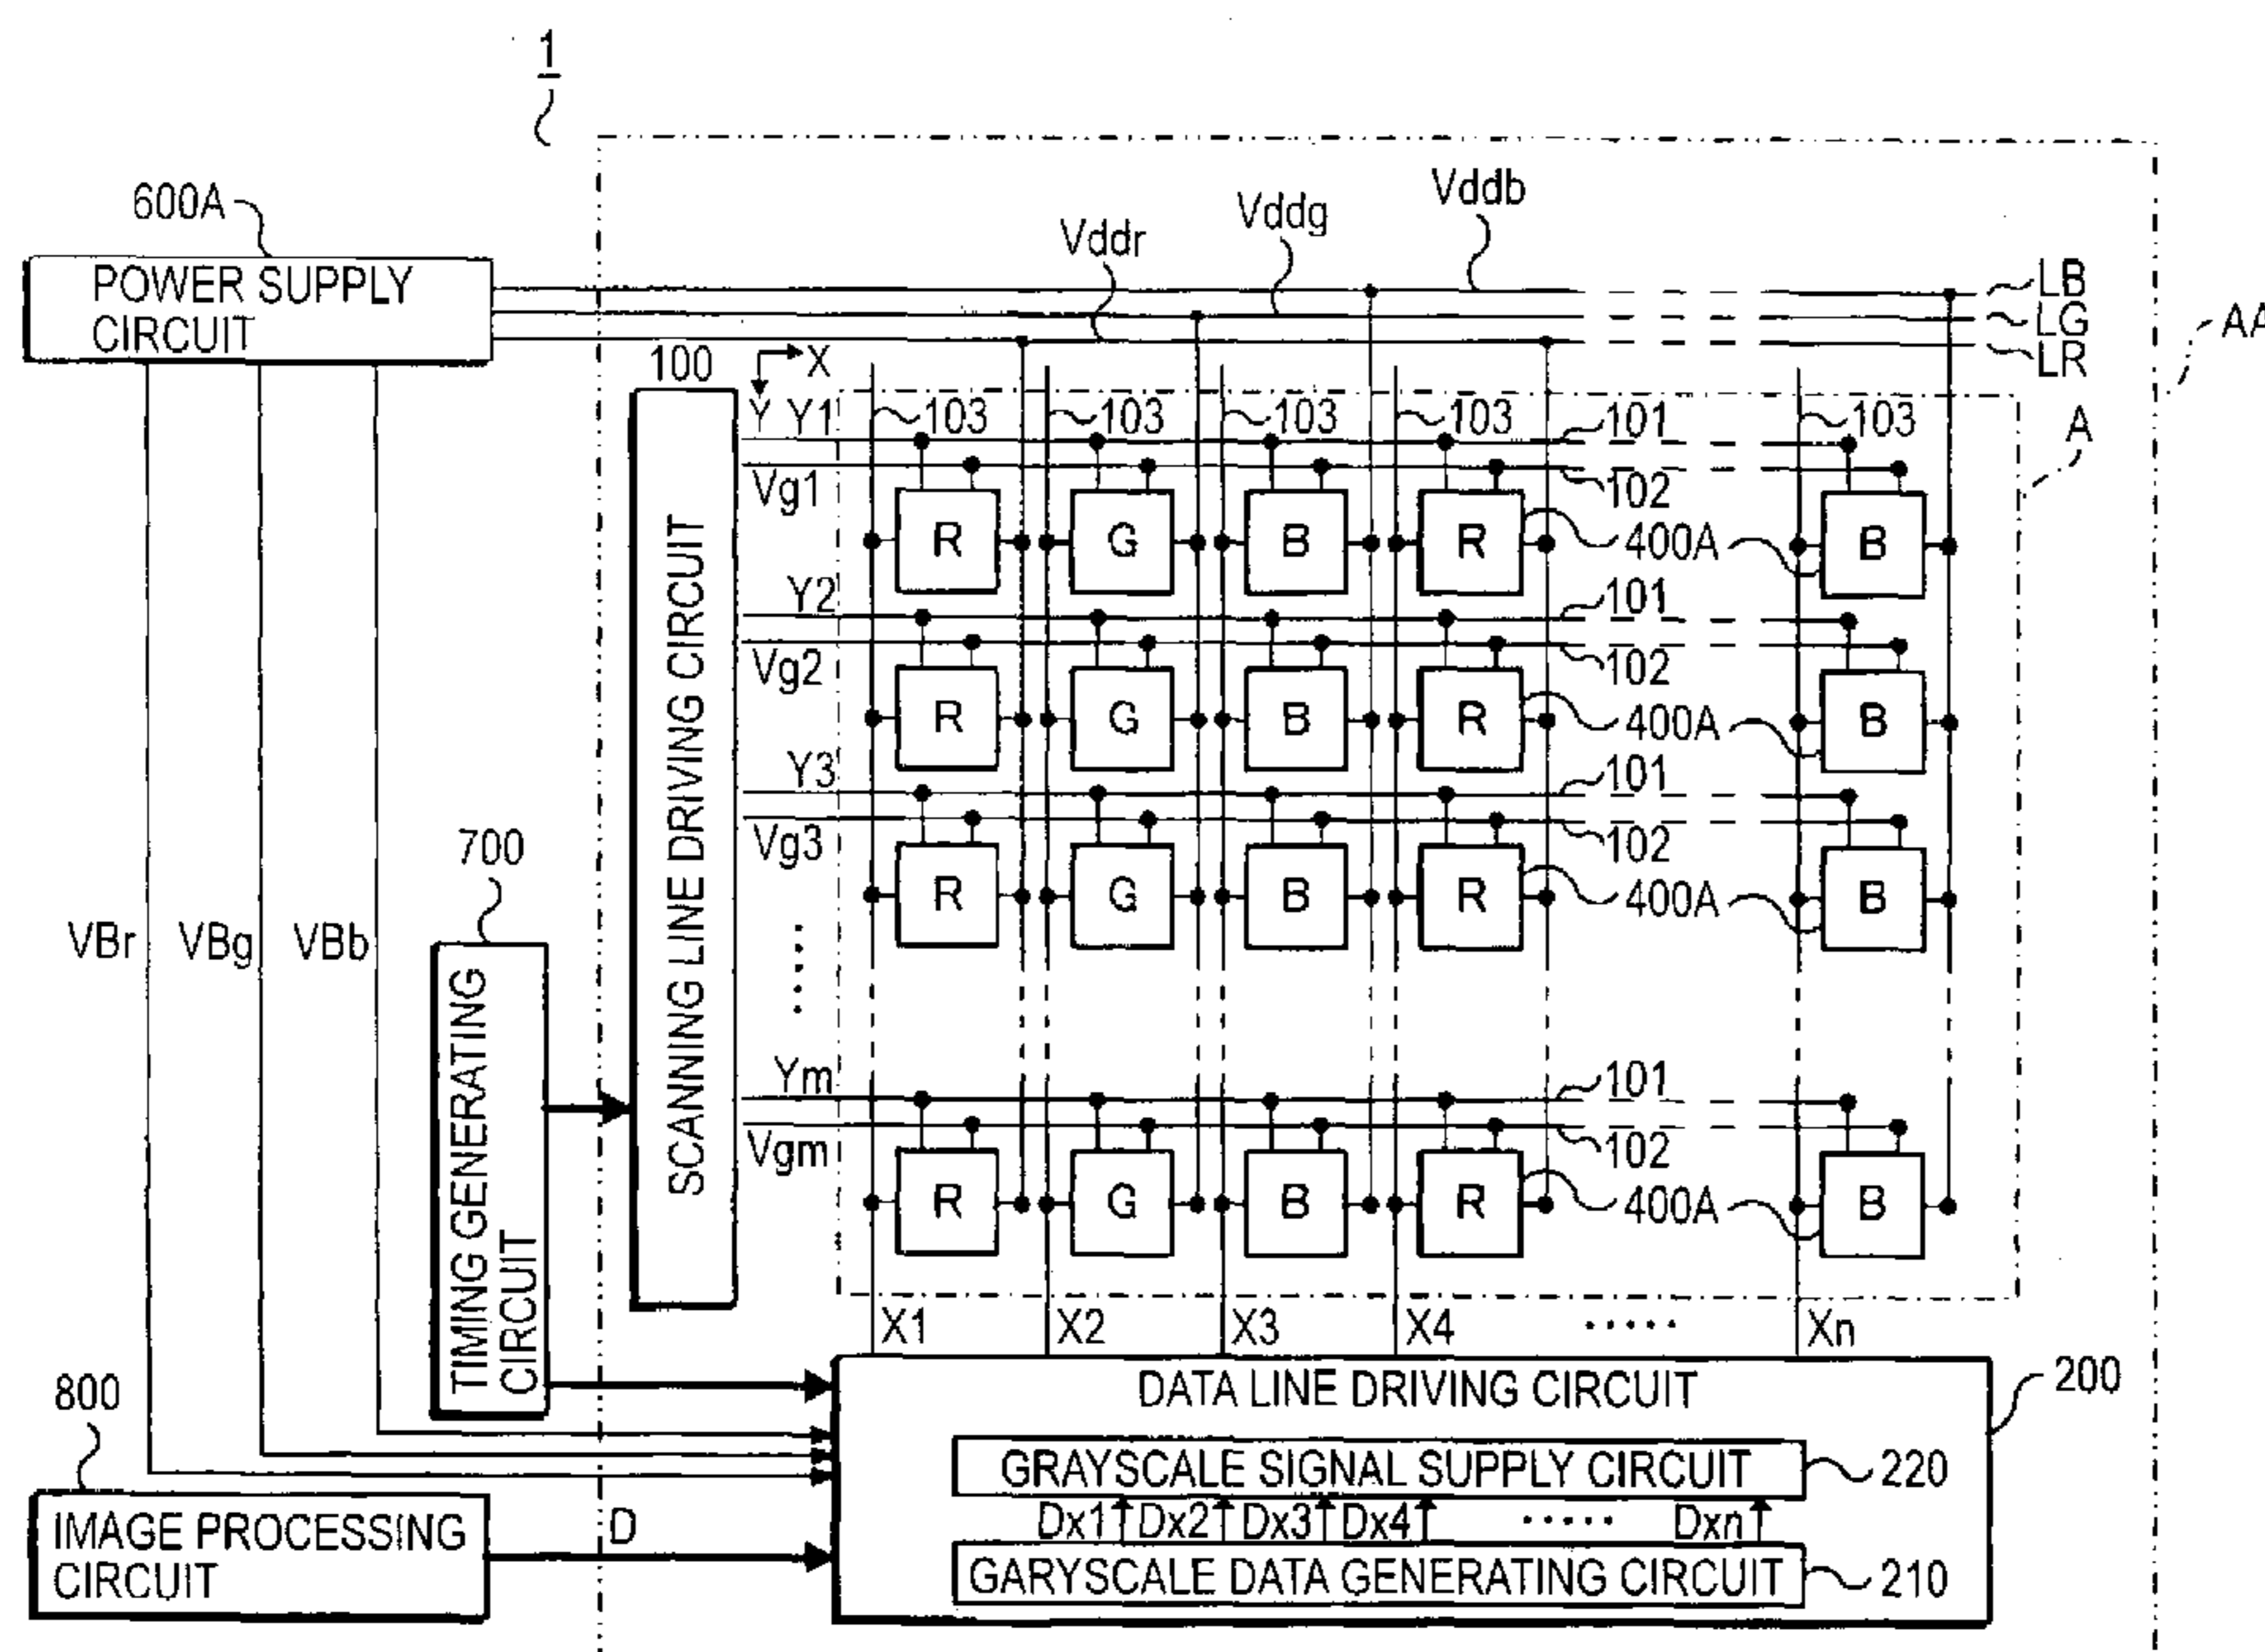 1
600A
POWER SUPPLY
CIRCUIT
Vddr
Vddg
Vddb
LB
LG
LR
AA
A
100
X
Y
SCANNING LINE DRIVING CIRCUIT
103 103 103 103 103
Y1 101
Vg1 102
R G B R 400A B
Y2 101
Vg2 102
R G B R 400A B
Y3 101
Vg3 102
R G B R 400A B
.....
Ym 101
Vgm 102
R G B R 400A B
VBr VBg VBb
700
TIMING GENERATING
CIRCUIT
X1 X2 X3 X4 ..... Xn
DATA LINE DRIVING CIRCUIT
200
GRAYSCALE SIGNAL SUPPLY CIRCUIT 220
Dx1 Dx2 Dx3 Dx4 ..... Dxn
GARYSCALE DATA GENERATING CIRCUIT 210
800
IMAGE PROCESSING
CIRCUIT
D